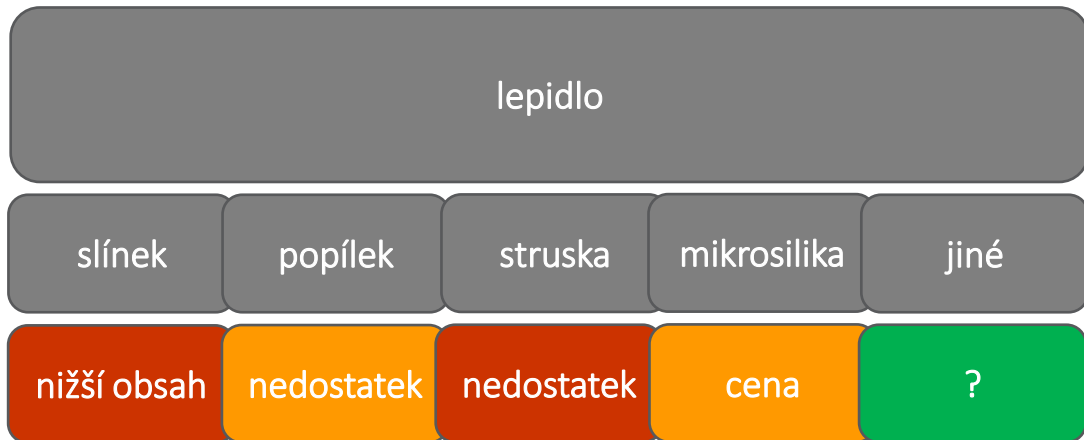 lepidlo
slínek popílek struska mikrosilika jiné
nižší obsah nedostatek nedostatek cena ?